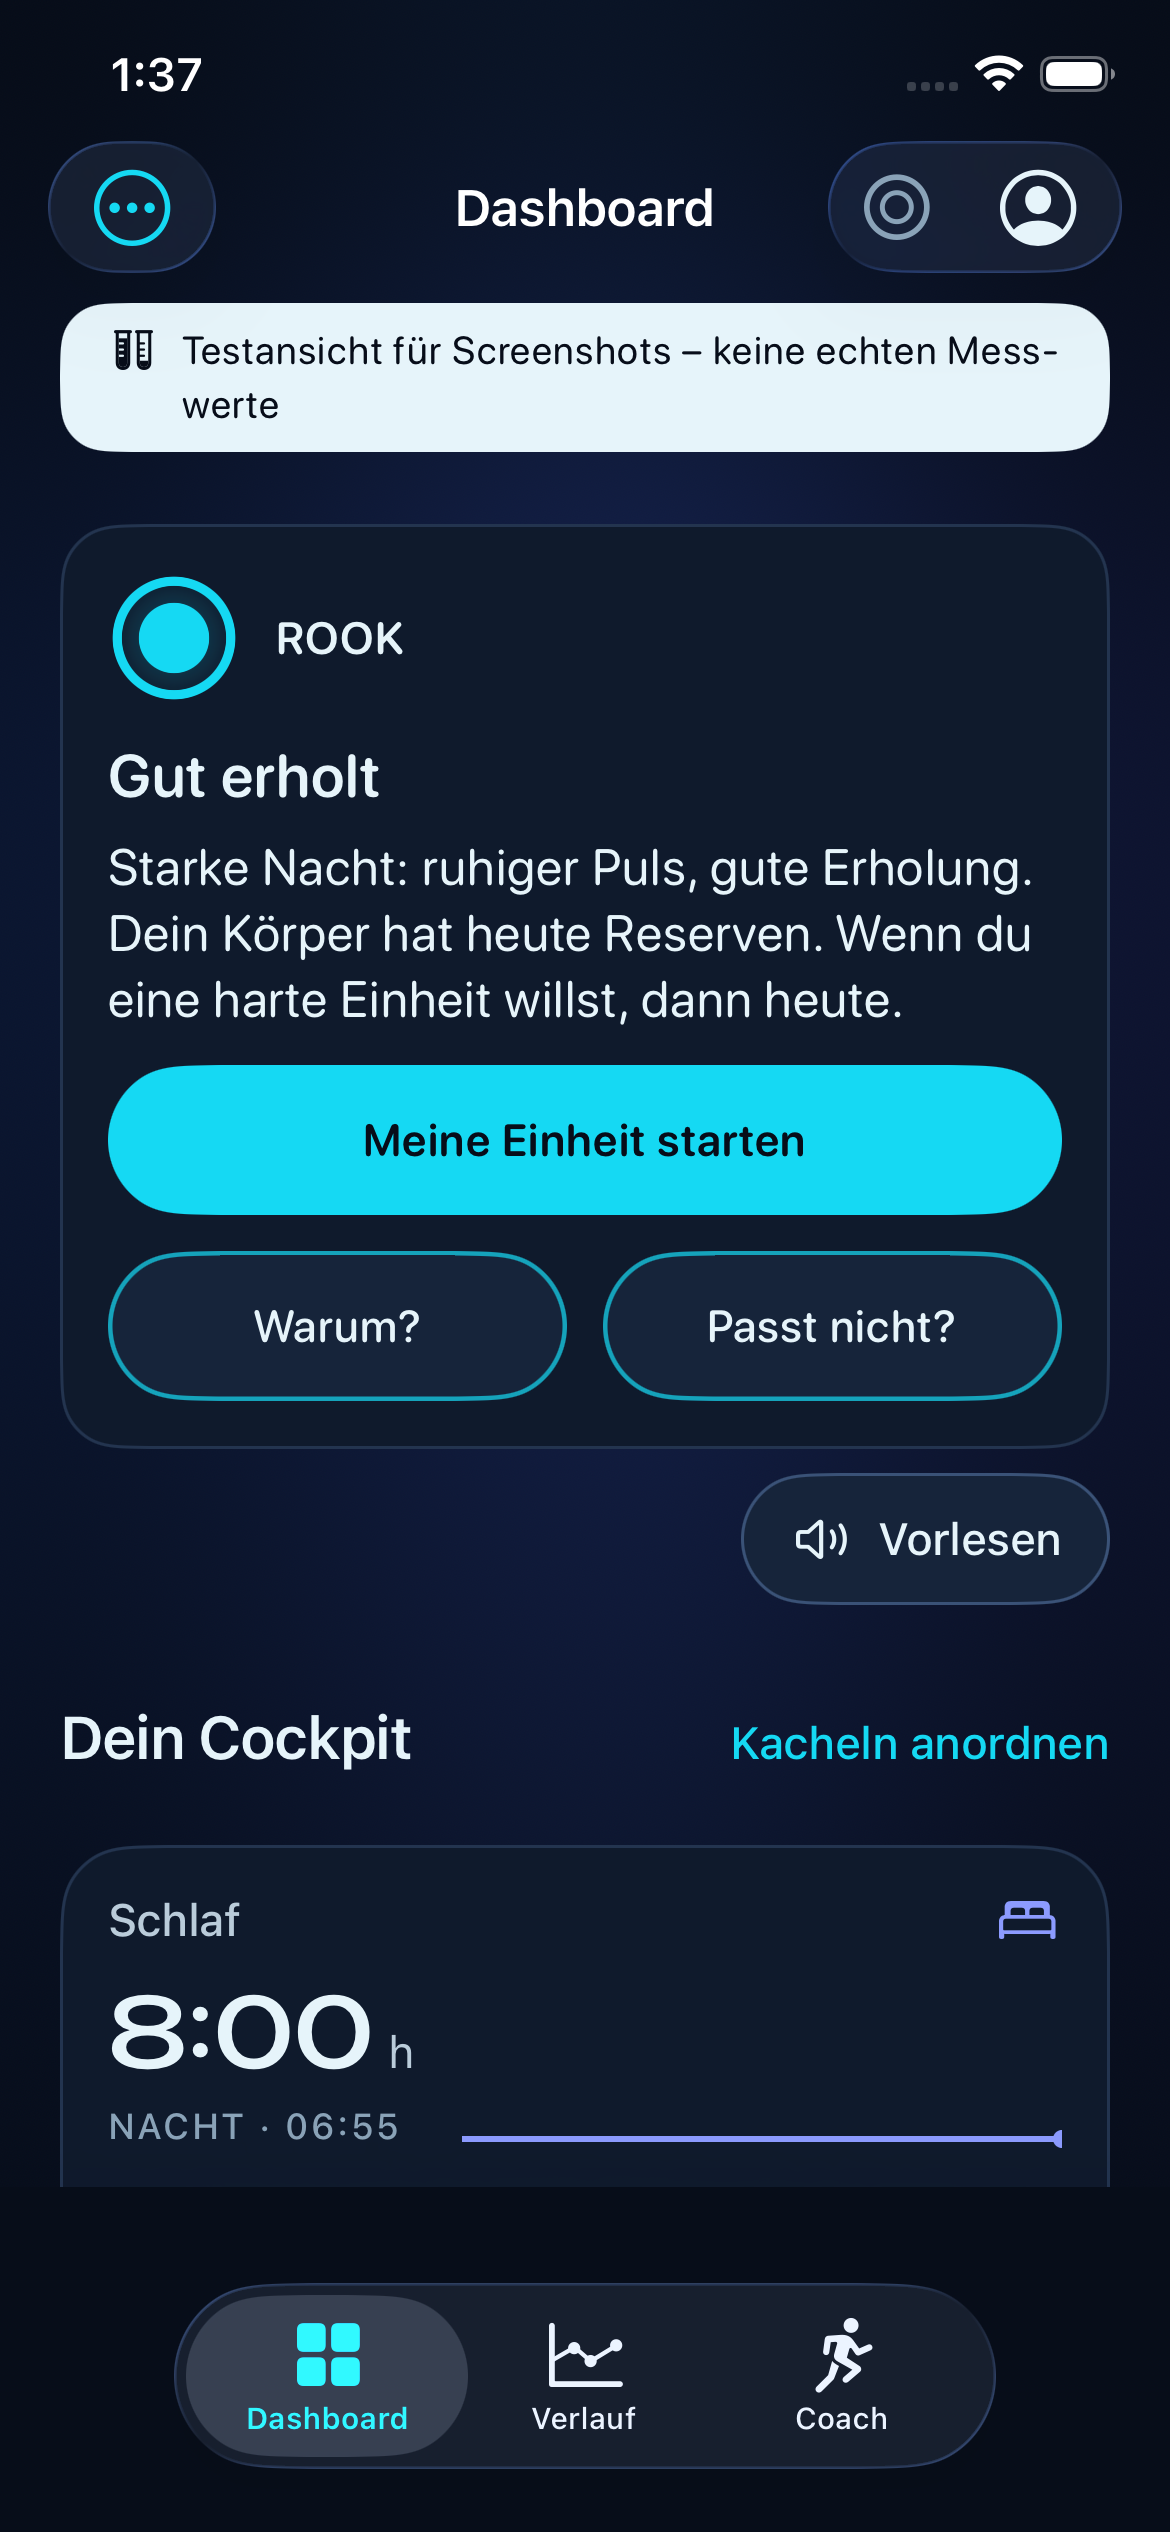 1:37
Dashboard
Testansicht für Screenshots – keine echten Mess-
werte
ROOK
Gut erholt
Starke Nacht: ruhiger Puls, gute Erholung.
Dein Körper hat heute Reserven. Wenn du
eine harte Einheit willst, dann heute.
Meine Einheit starten
Warum?
Passt nicht?
Vorlesen
Dein Cockpit
Kacheln anordnen
Schlaf
8:00 h
NACHT · 06:55
Dashboard
Verlauf
Coach